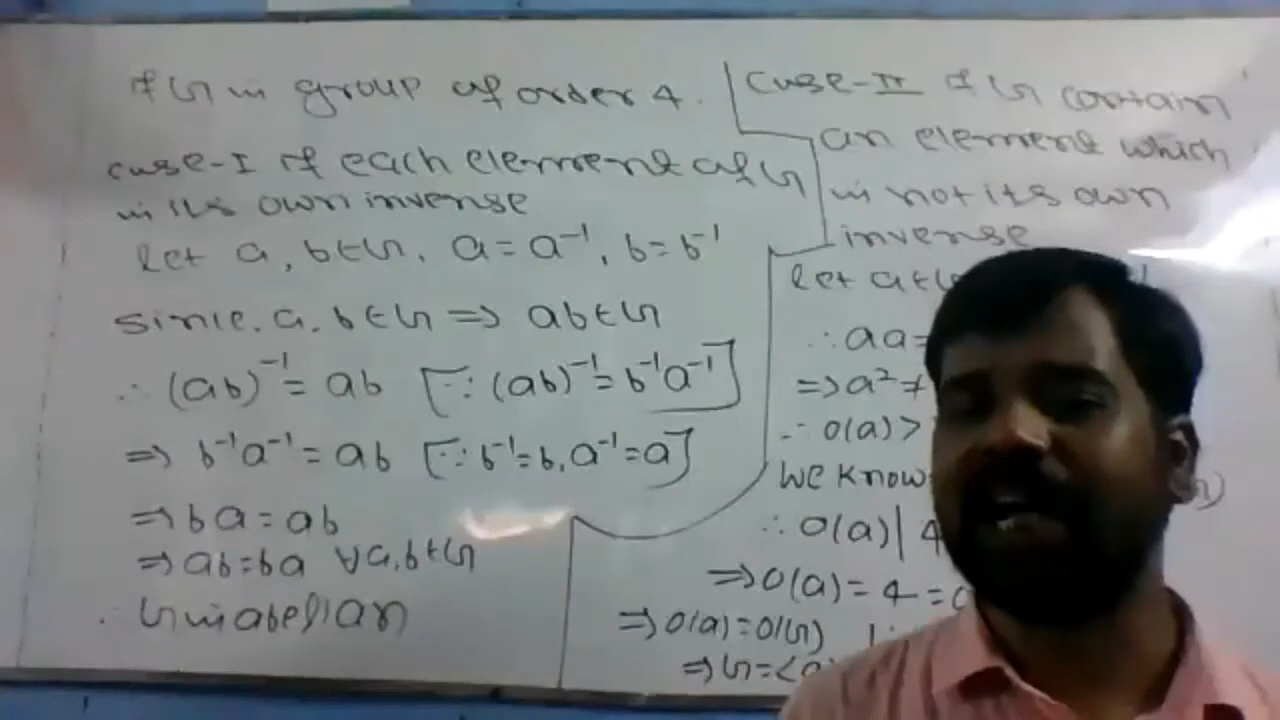 If G is group of order 4.
case-I If each element of G
is its own inverse
Let a, b∈G, a = a⁻¹, b = b⁻¹
since. a, b ∈ G ⇒ ab ∈ G
∴ (ab)⁻¹ = ab [∵ (ab)⁻¹ = b⁻¹a⁻¹]
⇒ b⁻¹a⁻¹ = ab [∵ b⁻¹ = b, a⁻¹ = a]
⇒ ba = ab
⇒ ab = ba ∀ a, b ∈ G
∴ G is abelian
Case-II If G contain
an element which
is not its own
inverse
let a ∈
∴ aa =
⇒ a² ≠
∴ O(a) >
We know
∴ O(a) | 4
⇒ O(a) = 4 =
⇒ O(a) = O(G)
⇒ G = <a